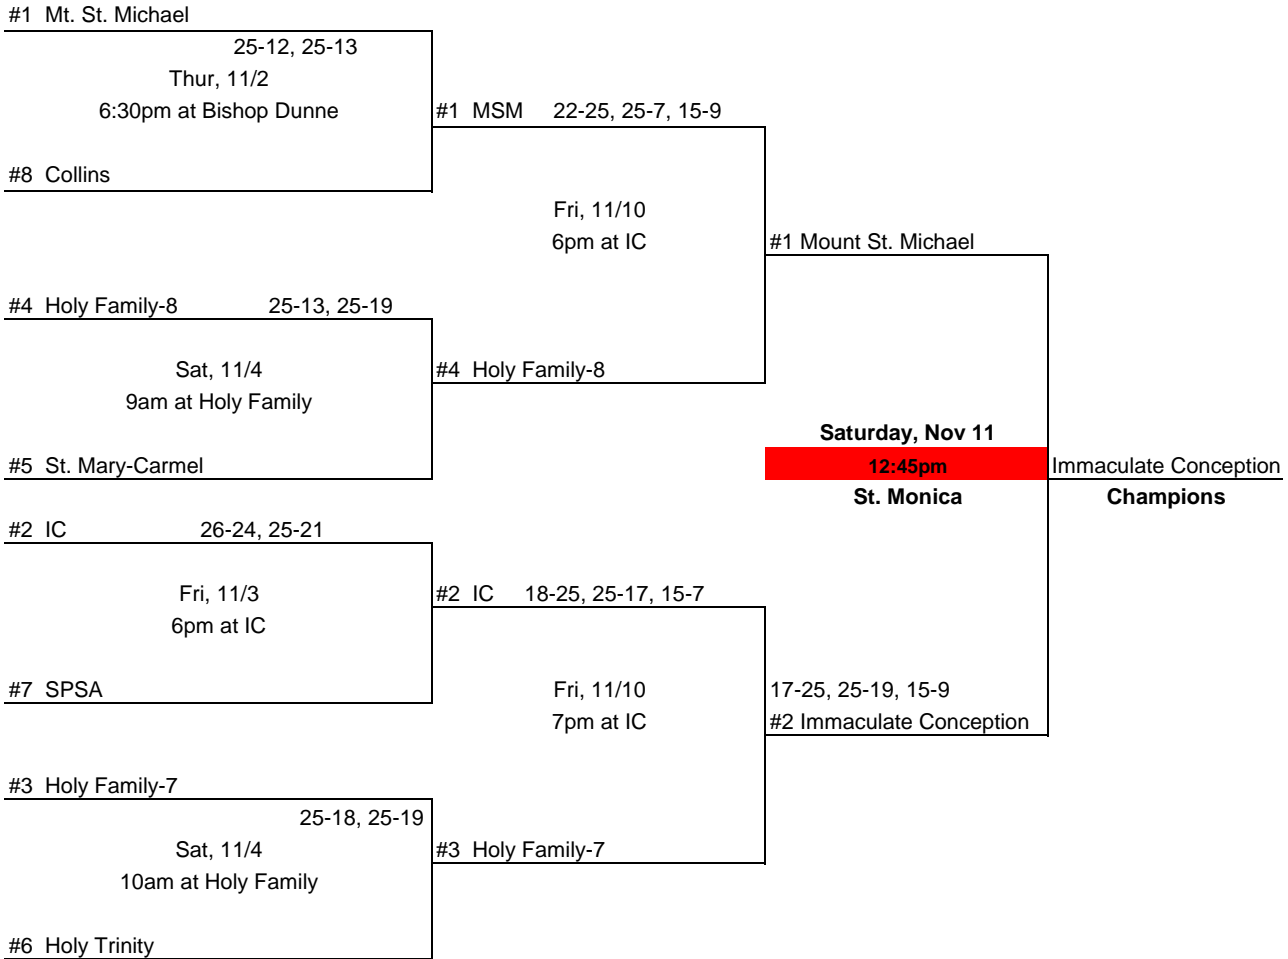 #1 Mt. St. Michael
25-12, 25-13
Thur, 11/2
6:30pm at Bishop Dunne
#1 MSM 22-25, 25-7, 15-9
#8 Collins
Fri, 11/10
6pm at IC
#1 Mount St. Michael
#4 Holy Family-8 25-13, 25-19
Sat, 11/4
#4 Holy Family-8
9am at Holy Family
Saturday, Nov 11
#5 St. Mary-Carmel
12:45pm
Immaculate Conception
St. Monica
Champions
#2 IC 26-24, 25-21
Fri, 11/3
#2 IC 18-25, 25-17, 15-7
6pm at IC
#7 SPSA
Fri, 11/10
17-25, 25-19, 15-9
7pm at IC
#2 Immaculate Conception
#3 Holy Family-7
25-18, 25-19
Sat, 11/4
#3 Holy Family-7
10am at Holy Family
#6 Holy Trinity